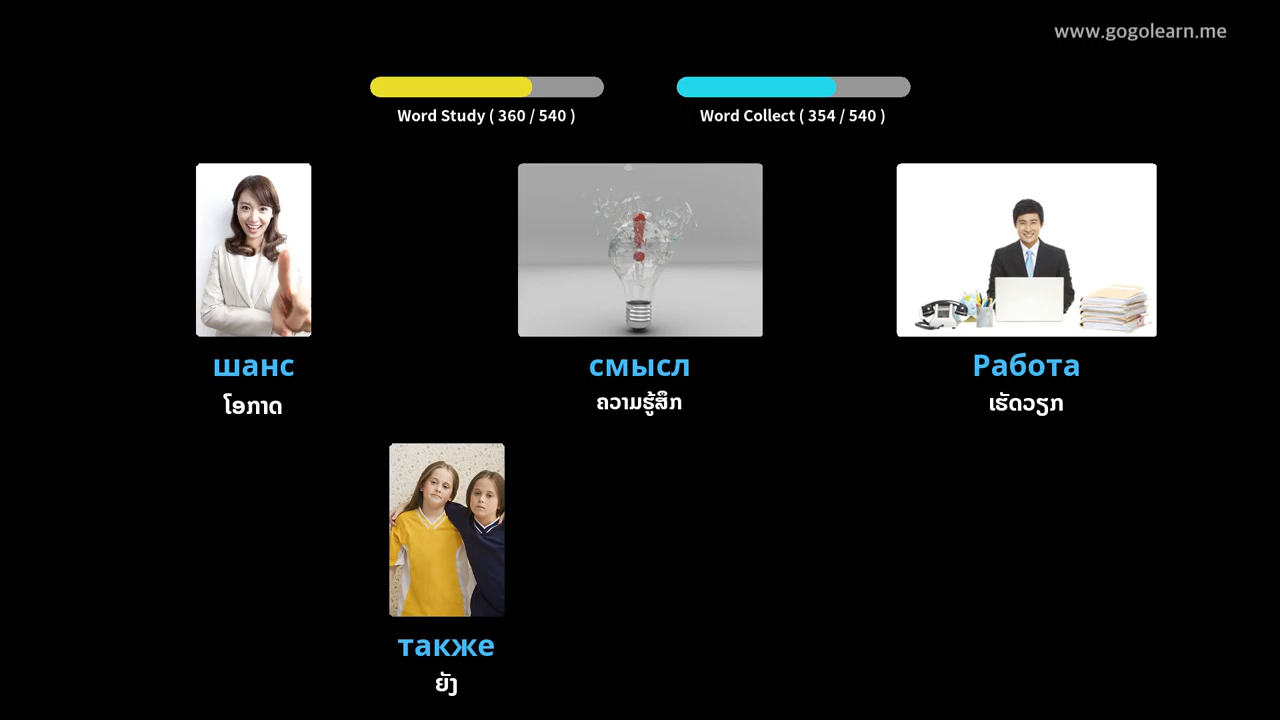 www.gogolearn.me
Word Study ( 360 / 540 )
Word Collect ( 354 / 540 )
шанс
ໂອກາດ
смысл
ຄວາມຮູ້ສຶກ
Работа
ເຮັດວຽກ
также
ຍັງ